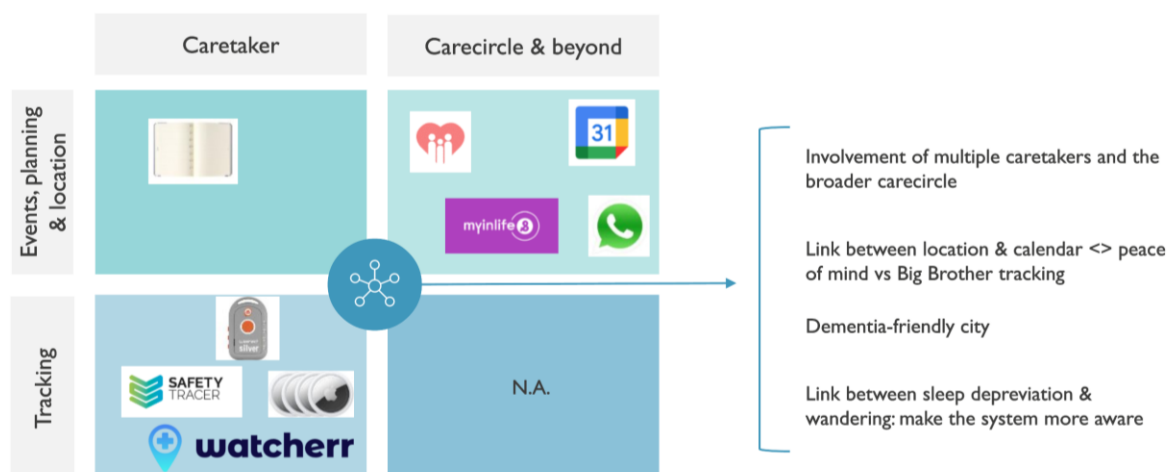 Caretaker
Carecircle & beyond
Events, planning
& location
31
myinlife
Involvement of multiple caretakers and the
broader carecircle
Link between location & calendar <> peace
of mind vs Big Brother tracking
Dementia-friendly city
Link between sleep depreviation &
wandering: make the system more aware
Tracking
silver
SAFETY
TRACER
watcherr
N.A.